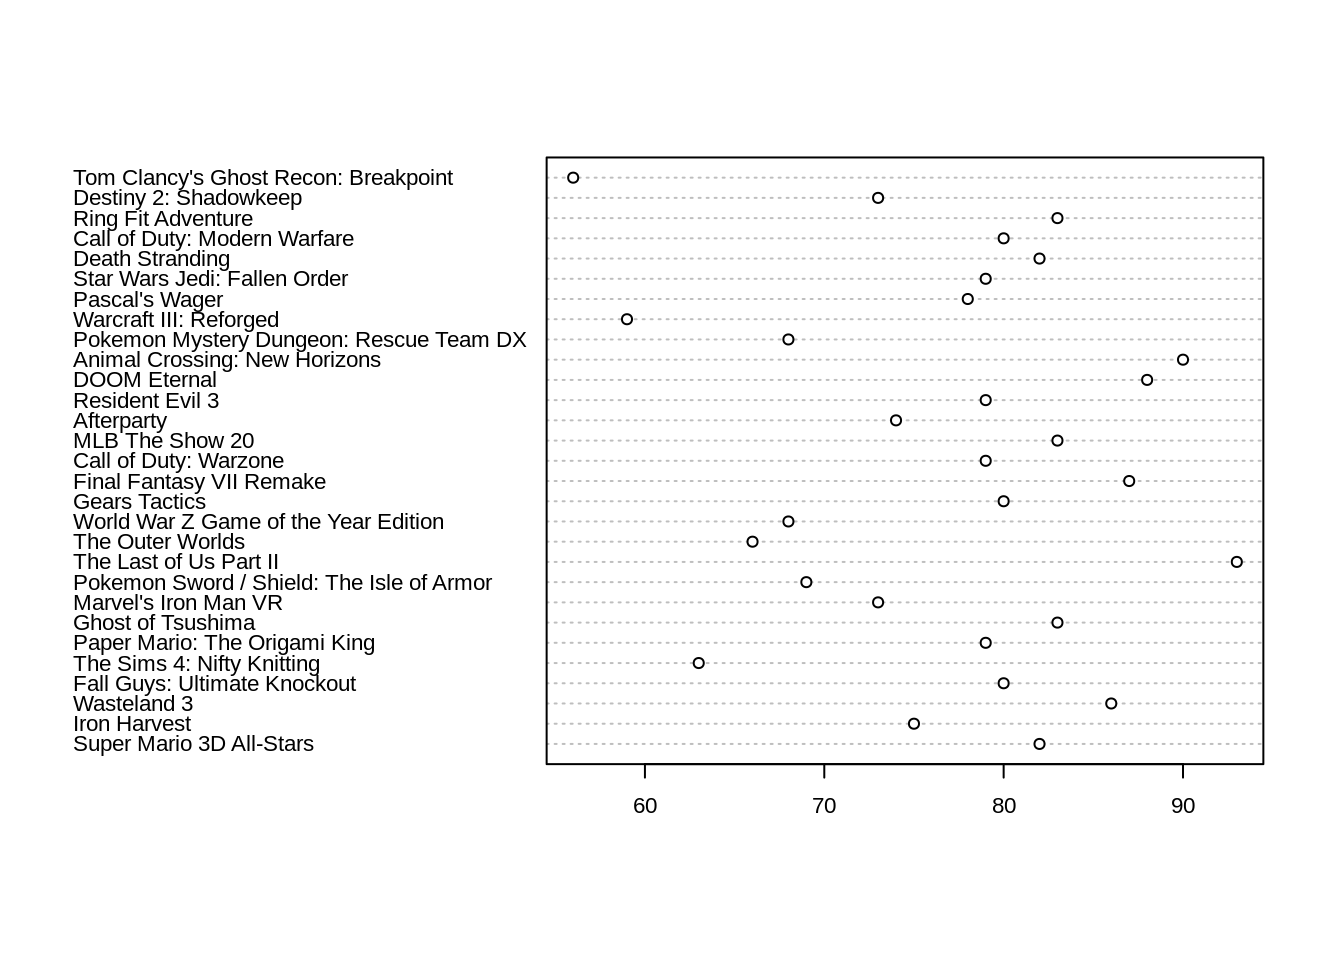 Tom Clancy's Ghost Recon: Breakpoint
Destiny 2: Shadowkeep
Ring Fit Adventure
Call of Duty: Modern Warfare
Death Stranding
Star Wars Jedi: Fallen Order
Pascal's Wager
Warcraft III: Reforged
Pokemon Mystery Dungeon: Rescue Team DX
Animal Crossing: New Horizons
DOOM Eternal
Resident Evil 3
Afterparty
MLB The Show 20
Call of Duty: Warzone
Final Fantasy VII Remake
Gears Tactics
World War Z Game of the Year Edition
The Outer Worlds
The Last of Us Part II
Pokemon Sword / Shield: The Isle of Armor
Marvel's Iron Man VR
Ghost of Tsushima
Paper Mario: The Origami King
The Sims 4: Nifty Knitting
Fall Guys: Ultimate Knockout
Wasteland 3
Iron Harvest
Super Mario 3D All-Stars
60 70 80 90